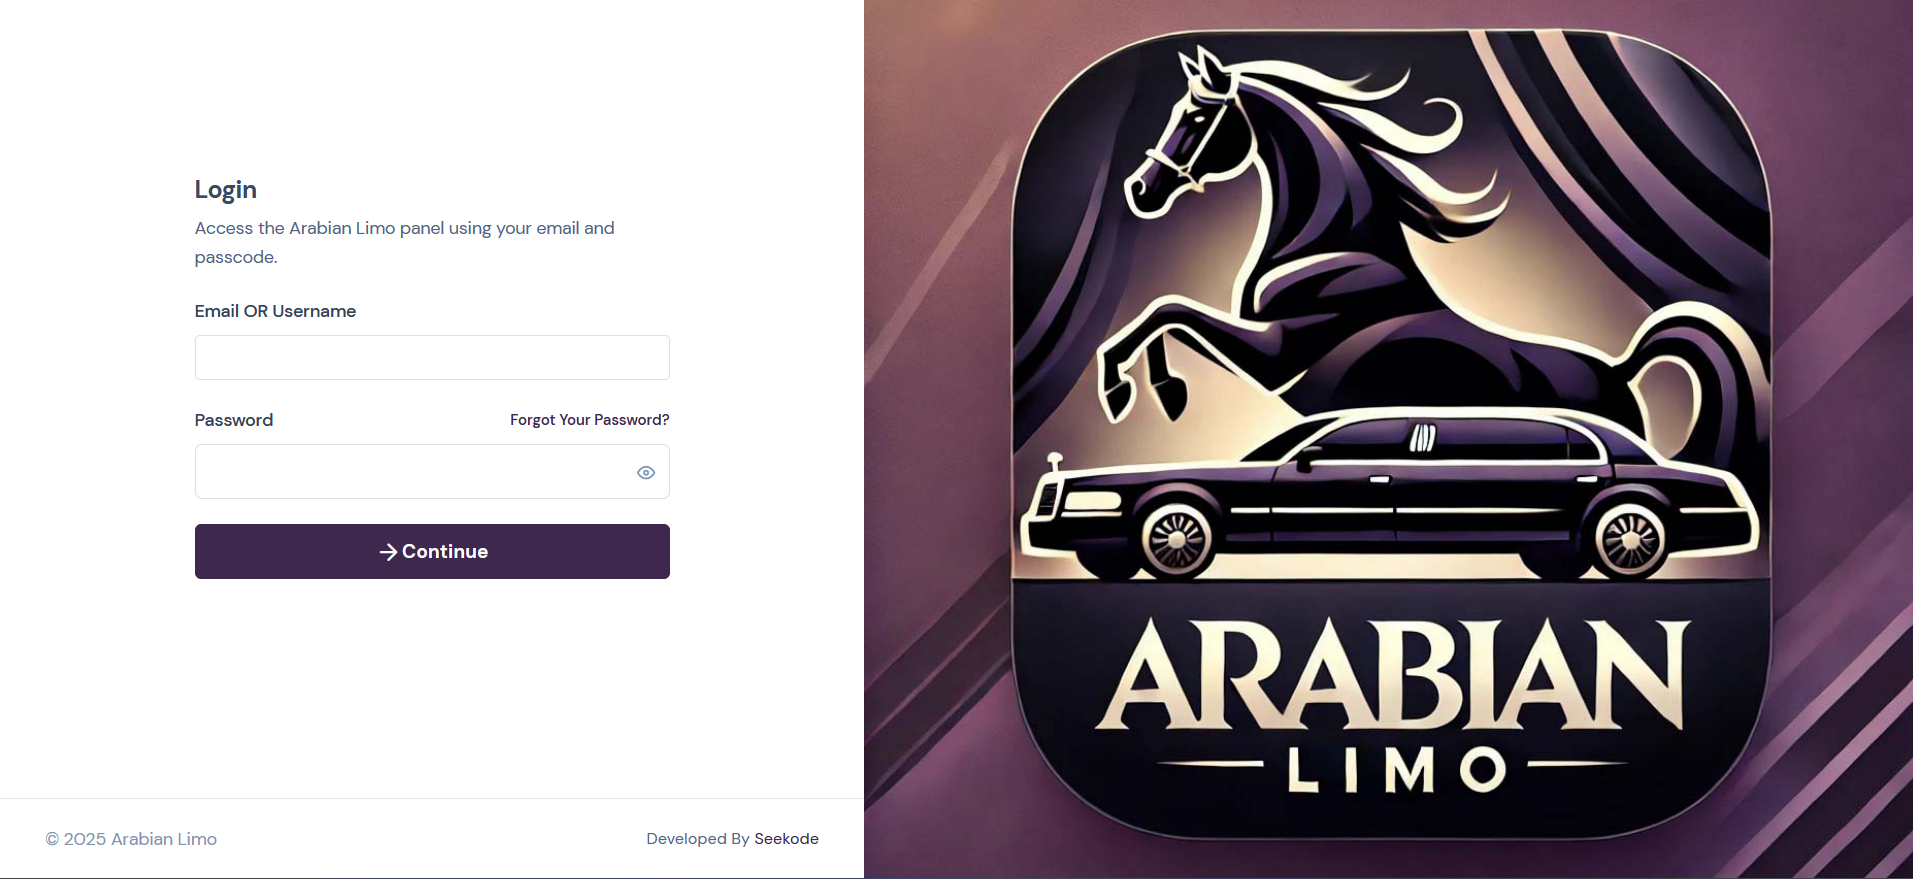 Login
Access the Arabian Limo panel using your email and
passcode.
Email OR Username
Password
Forgot Your Password?
Continue
© 2025 Arabian Limo
Developed By Seekode
ARABIAN
LIMO